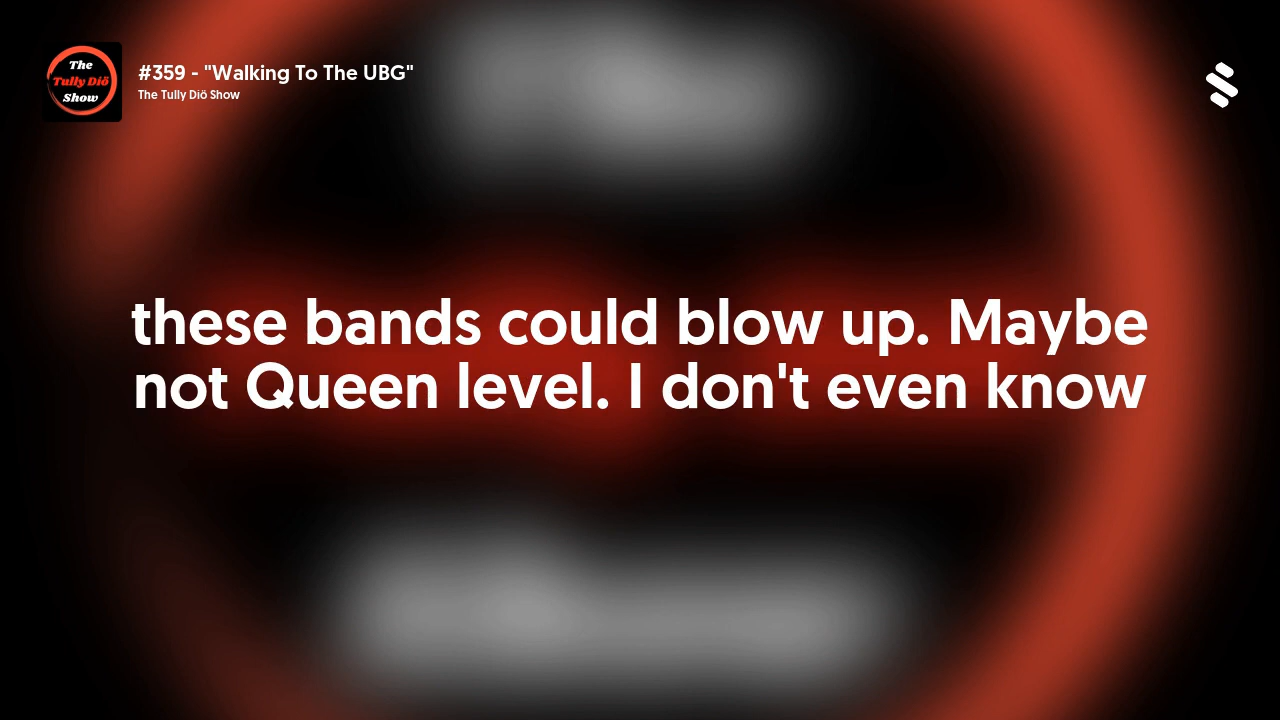 The
Tully Diö
Show
#359 - "Walking To The UBG"
The Tully Diö Show
these bands could blow up. Maybe
not Queen level. I don't even know